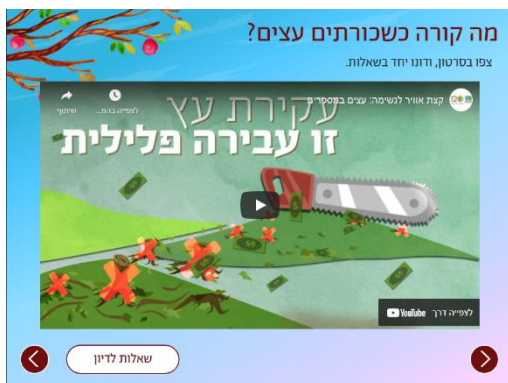 מה קורה כשכורתים עצים?
צפו בסרטון, ודונו יחד בשאלות.
קצת אוויר לנשימה: עצים במספרים
לצפייה בהמ...
שיתוף
עקירת עץ
זו עבירה פלילית
לצפייה דרך YouTube
שאלות לדיון